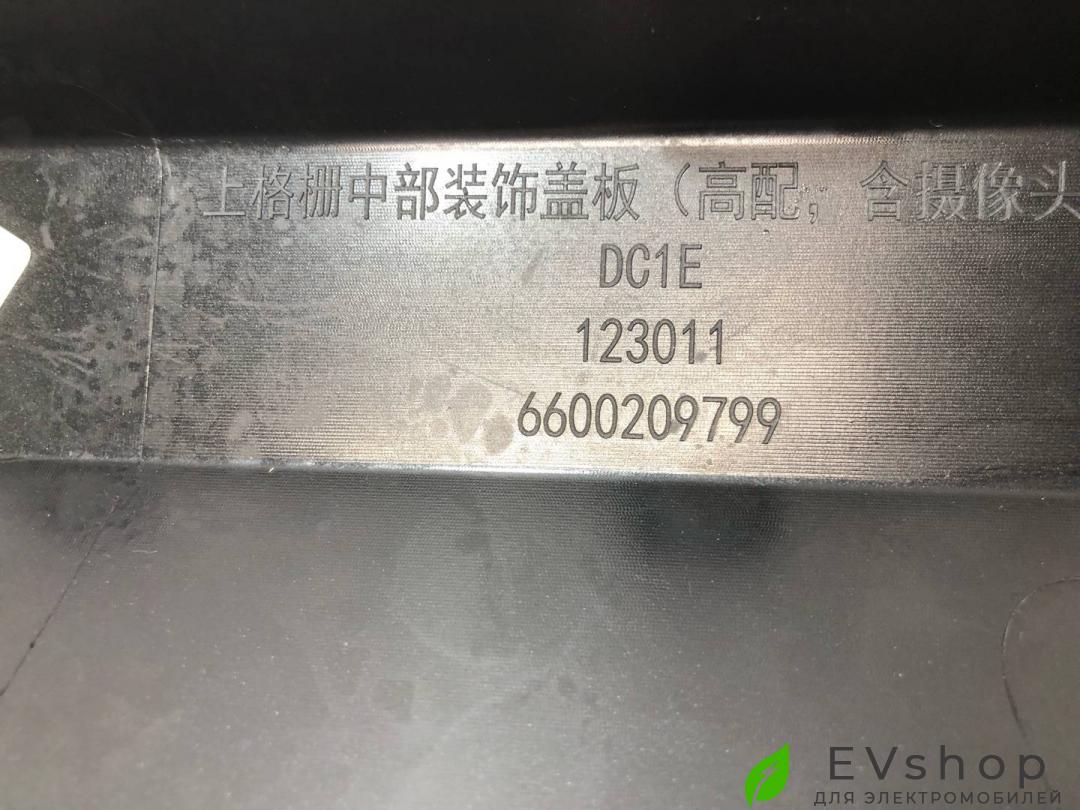 上格栅中部装饰盖板（高配；含摄像头
DC1E
123011
6600209799
EVshop
ДЛЯ ЭЛЕКТРОМОБИЛЕЙ